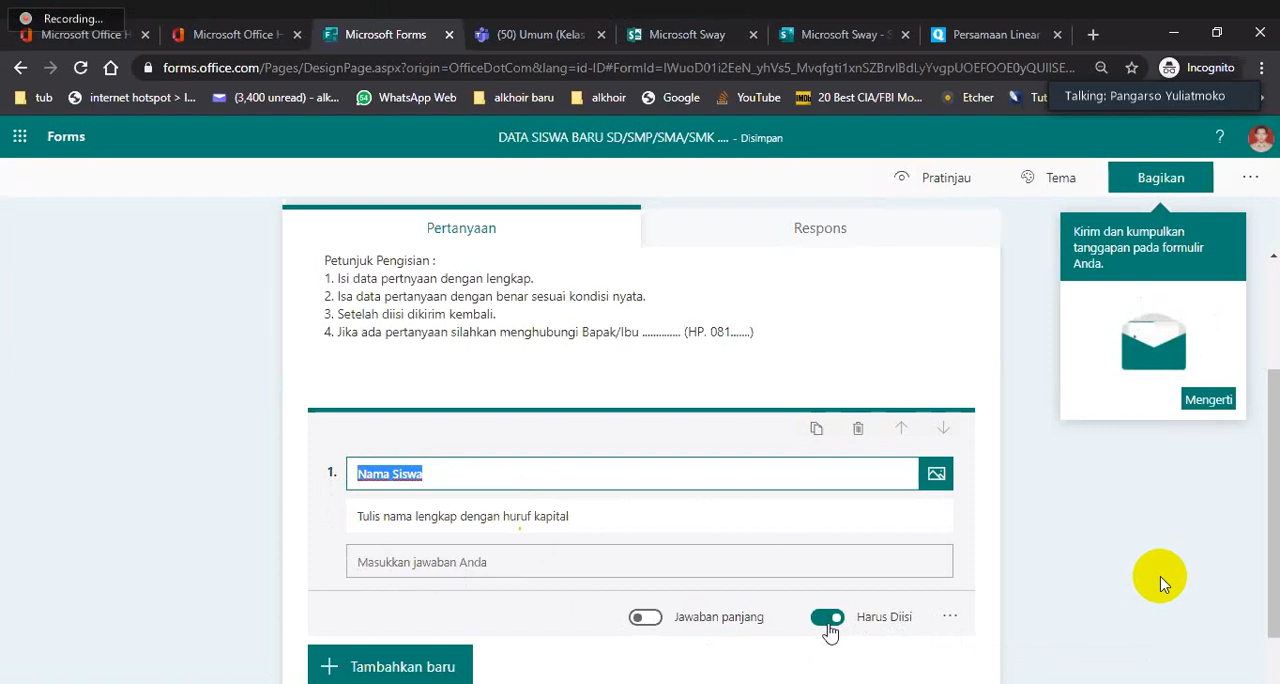 Recording...
Microsoft Office H
Microsoft Office H
Microsoft Forms
(50) Umum (Kelas
Microsoft Sway
Microsoft Sway - S
Persamaan Linear
forms.office.com/Pages/DesignPage.aspx?origin=OfficeDotCom&lang=id-ID#FormId=
Incognito
tub
internet hotspot > I...
(3,400 unread) - alk...
WhatsApp Web
alkhoir baru
alkhoir
Google
YouTube
IMDb
20 Best CIA/FBI Mo...
Etcher
Tut
Talking: Pangarso Yuliatmoko
Forms
DATA SISWA BARU SD/SMP/SMA/SMK .... - Disimpan
?
Pratinjau
Tema
Bagikan
...
Pertanyaan
Respons
Kirim dan kumpulkan
tanggapan pada formulir
Anda.
Mengerti
Petunjuk Pengisian :
1. Isi data pertnyaan dengan lengkap.
2. Isa data pertanyaan dengan benar sesuai kondisi nyata.
3. Setelah diisi dikirim kembali.
4. Jika ada pertanyaan silahkan menghubungi Bapak/Ibu .............. (HP. 081.......)
1.
Nama Siswa
Tulis nama lengkap dengan huruf kapital
Masukkan jawaban Anda
Jawaban panjang
Harus Diisi
...
+ Tambahkan baru